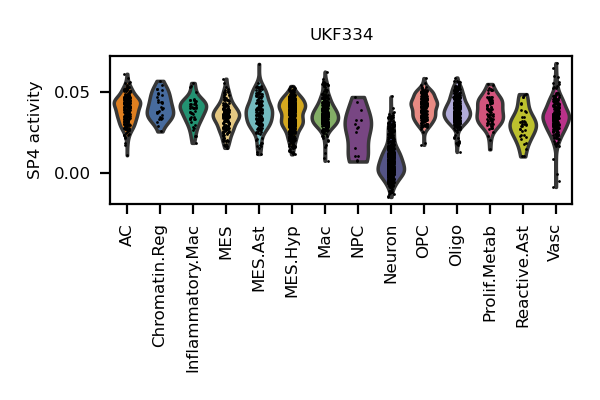 UKF334
SP4 activity
0.05
0.00
AC
Chromatin.Reg
Inflammatory.Mac
MES
MES.Ast
MES.Hyp
Mac
NPC
Neuron
OPC
Oligo
Prolif.Metab
Reactive.Ast
Vasc